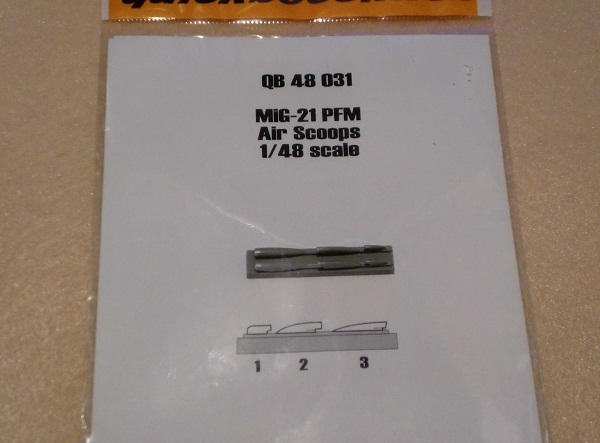 QB 48 031
MiG-21 PFM
Air Scoops
1/48 scale
1 2 3